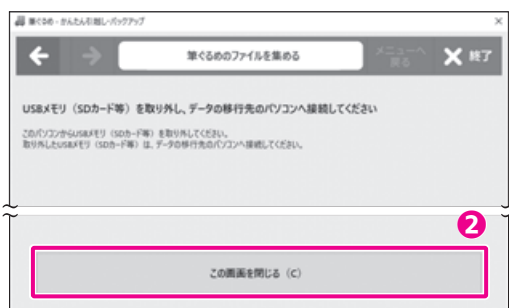 筆ぐるめ - かんたん引越し・バックアップ
筆ぐるめのファイルを集める
メニューへ
戻る
終了
USBメモリ（SDカード等）を取り外し、データの移行先のパソコンへ接続してください
このパソコンからUSBメモリ（SDカード等）を取り外してください。
取り外したUSBメモリ（SDカード等）は、データの移行先のパソコンへ接続してください。
2
この画面を閉じる（C）